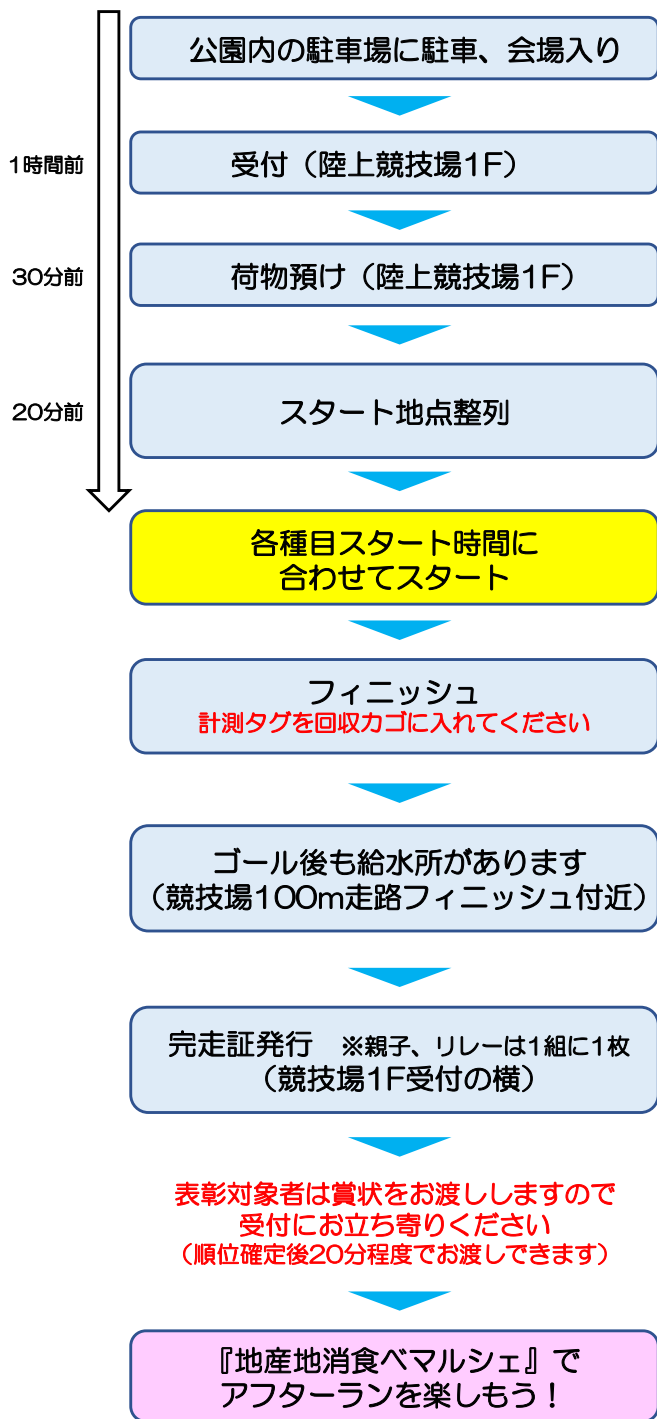 公園内の駐車場に駐車、会場入り
1時間前
受付（陸上競技場1F）
30分前
荷物預け（陸上競技場1F）
20分前
スタート地点整列
各種目スタート時間に
合わせてスタート
フィニッシュ
計測タグを回収カゴに入れてください
ゴール後も給水所があります
（競技場100m走路フィニッシュ付近）
完走証発行　※親子、リレーは1組に1枚
（競技場1F受付の横）
表彰対象者は賞状をお渡ししますので
受付にお立ち寄りください
（順位確定後20分程度でお渡しできます）
『地産地消食べマルシェ』で
アフターランを楽しもう！